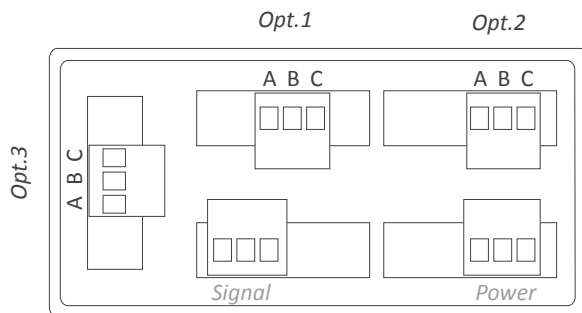 Opt.1 Opt.2
A B C A B C
Opt.3
A B C
Signal Power